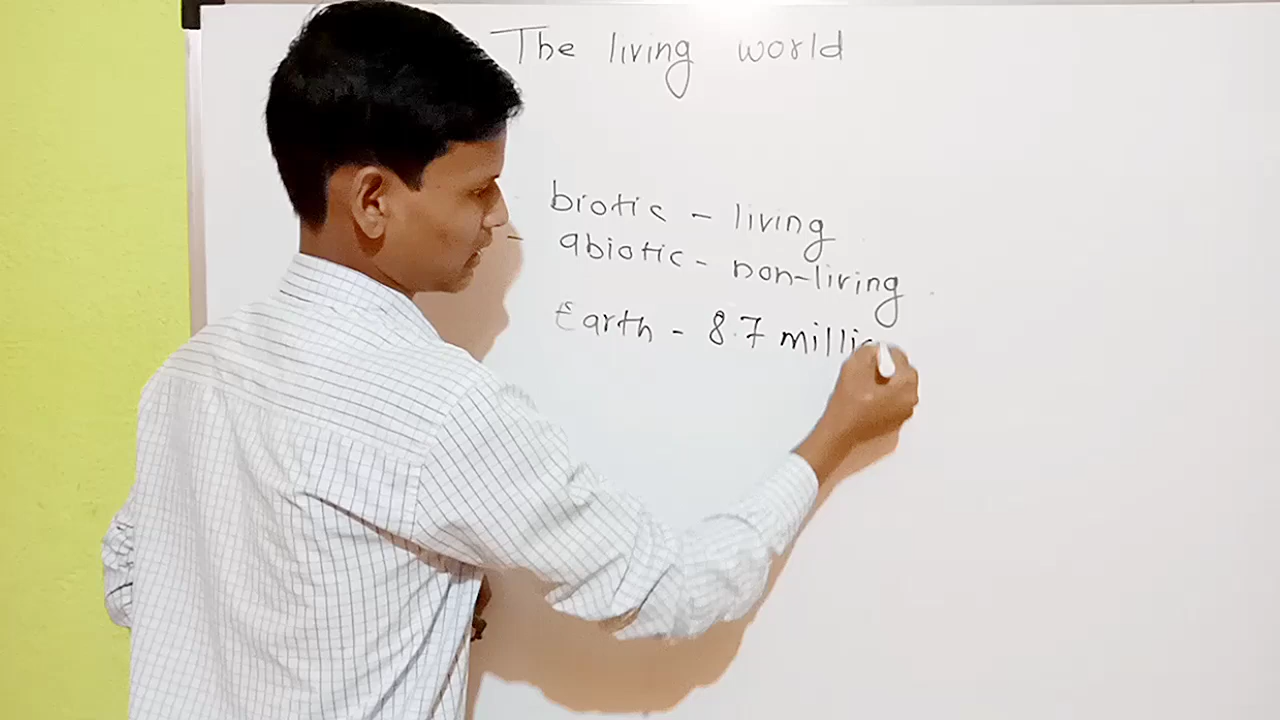 The living world
biotic - living
- abiotic - non-living
Earth - 8.7 milli